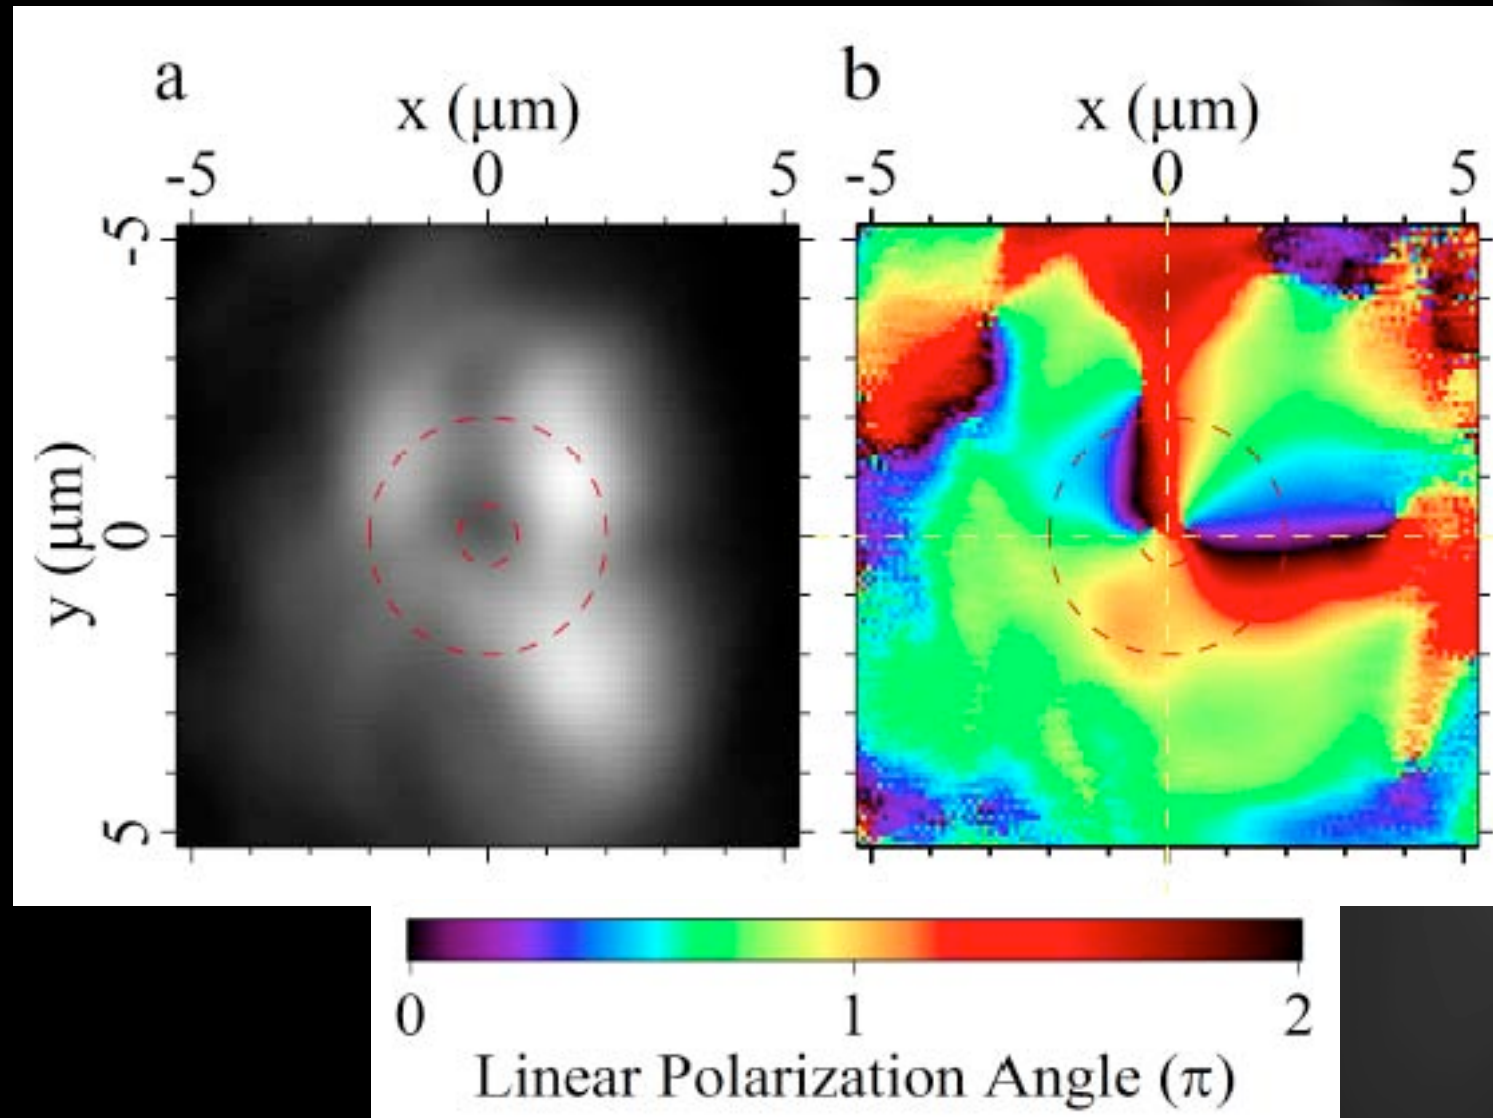 a
x (μm)
-5 0 5
y (μm)
-5
0
5
b
x (μm)
-5 0 5
0 1 2
Linear Polarization Angle (π)